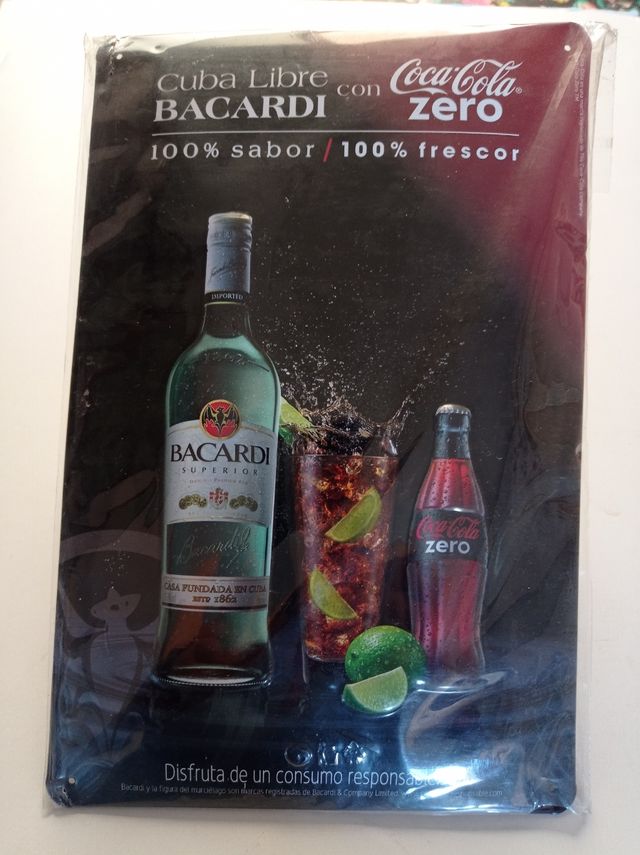 Cuba Libre
BACARDI con Coca-Cola® zero
100% sabor / 100% frescor
IMPORTED
BACARDI
SUPERIOR
Bacardi
CASA FUNDADA EN CUBA
ESTD 1862
Coca-Cola
zero
Disfruta de un consumo responsable
Bacardi y la figura del murciélago son marcas registradas de Bacardi & Company Limited.